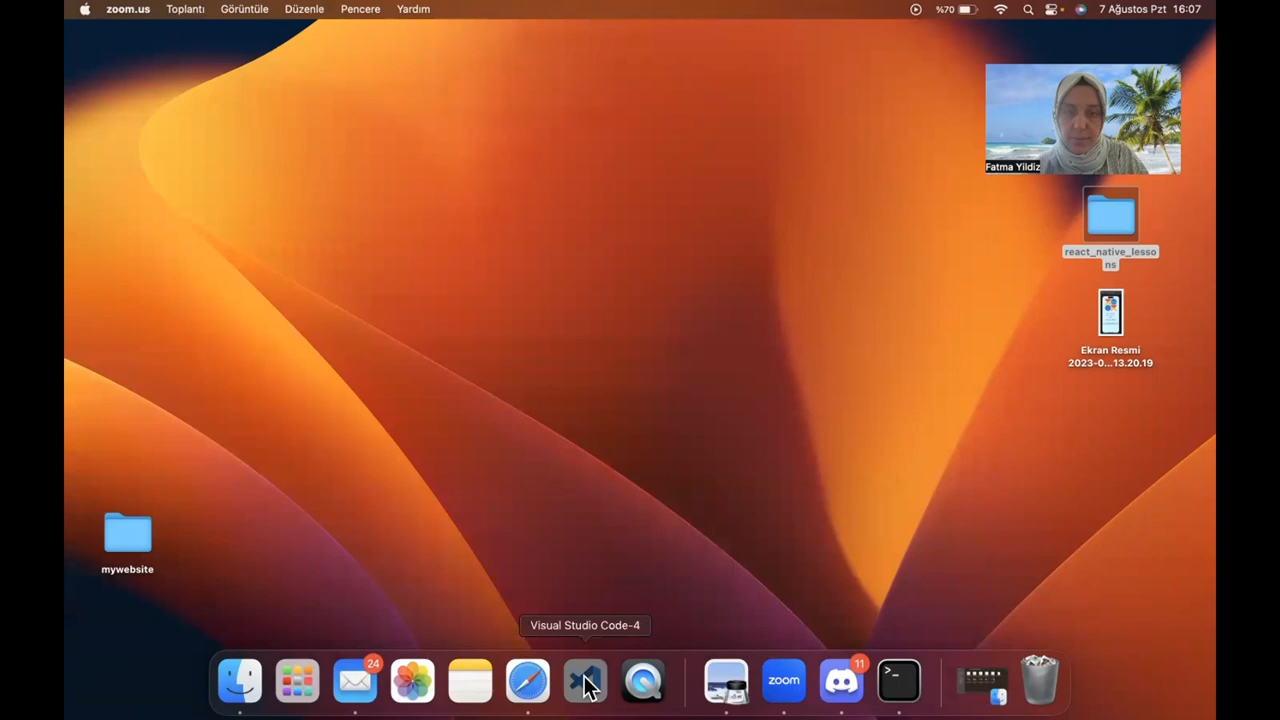 zoom.us Toplantı Görüntüle Düzenle Pencere Yardım %70 7 Ağustos Pzt 16:07
Fatma Yildiz
react_native_lesso
ns
Ekran Resmi
2023-0...13.20.19
mywebsite
Visual Studio Code-4
24
zoom
11
>_